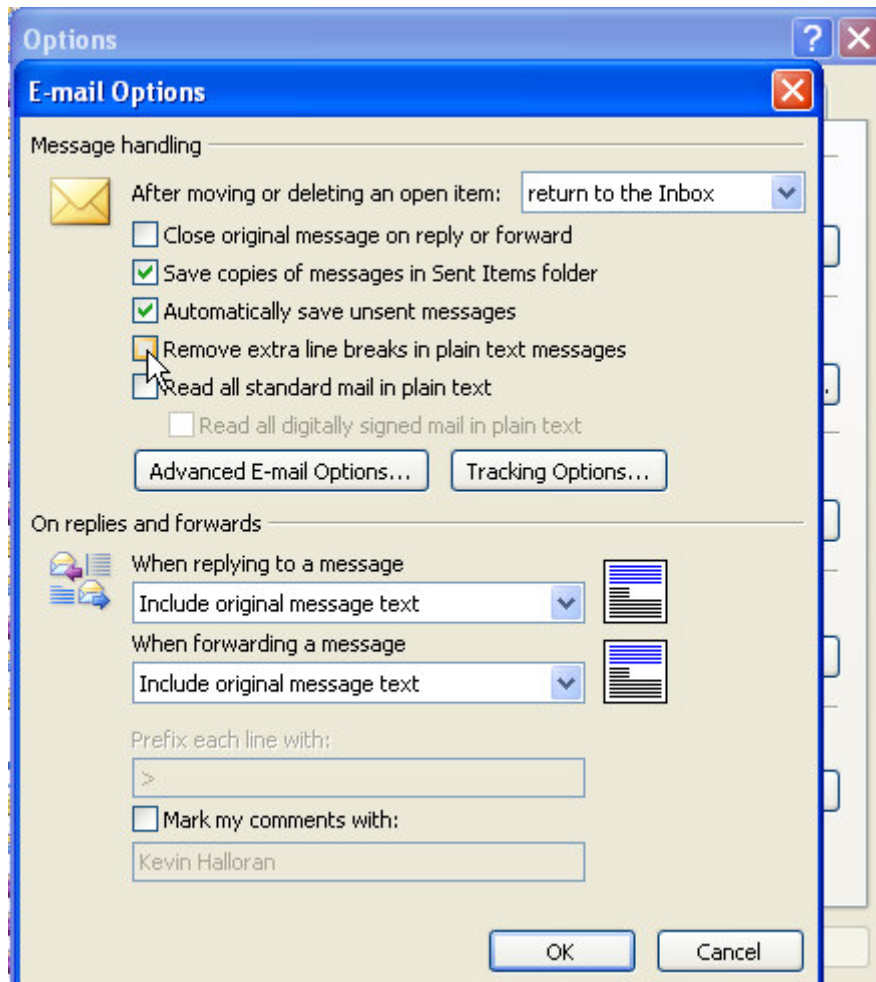 Options
E-mail Options
Message handling
After moving or deleting an open item: return to the Inbox
Close original message on reply or forward
Save copies of messages in Sent Items folder
Automatically save unsent messages
Remove extra line breaks in plain text messages
Read all standard mail in plain text
Read all digitally signed mail in plain text
Advanced E-mail Options... Tracking Options...
On replies and forwards
When replying to a message
Include original message text
When forwarding a message
Include original message text
Prefix each line with:
>
Mark my comments with:
Kevin Halloran
OK Cancel